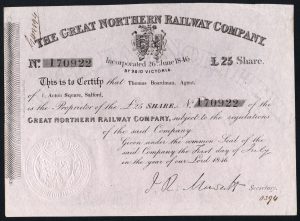 THE GREAT NORTHERN RAILWAY COMPANY.
Incorporated 26th June 1846
BY 9&10 VICTORIA
No. 170922
£25 Share.
This is to Certify that Thomas Boardman, Agent,
of 1 Acton Square, Salford,
is the Proprietor of the £25 SHARE, No. 170922 of the
GREAT NORTHERN RAILWAY COMPANY, subject to the regulations
of the said Company.
Given under the common Seal of the
said Company the First day of July
in the year of our Lord 1846
Secretary.